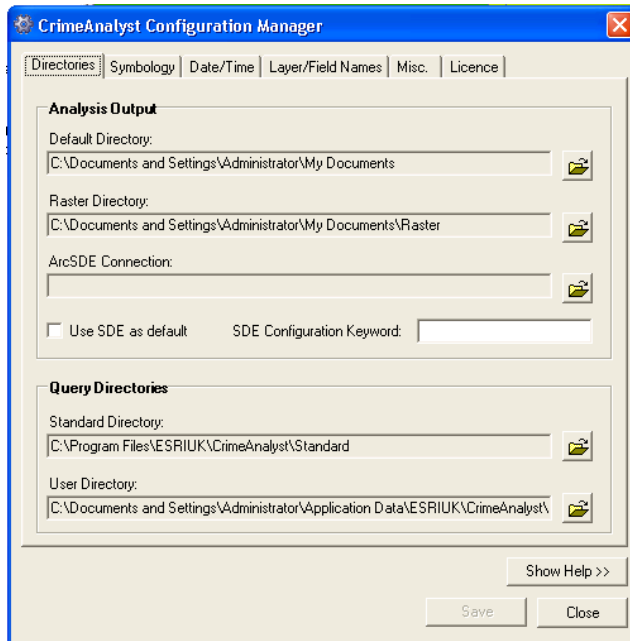 CrimeAnalyst Configuration Manager
Directories Symbology Date/Time Layer/Field Names Misc. Licence
Analysis Output
Default Directory:
C:\Documents and Settings\Administrator\My Documents
Raster Directory:
C:\Documents and Settings\Administrator\My Documents\Raster
ArcSDE Connection:
Use SDE as default SDE Configuration Keyword:
Query Directories
Standard Directory:
C:\Program Files\ESRIUK\CrimeAnalyst\Standard
User Directory:
C:\Documents and Settings\Administrator\Application Data\ESRIUK\CrimeAnalyst\
Show Help >>
Save Close